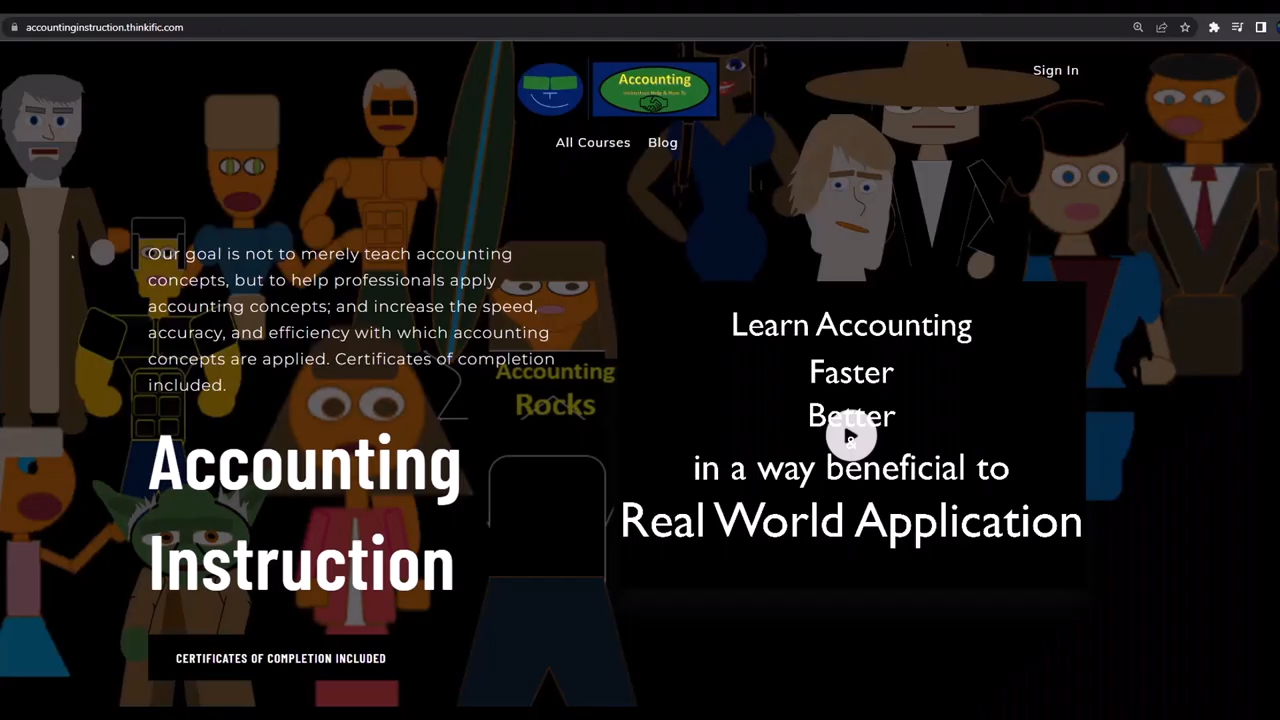 accountinginstruction.thinkific.com
Sign In
Accounting
All Courses
Blog
Our goal is not to merely teach accounting
concepts, but to help professionals apply
accounting concepts; and increase the speed,
accuracy, and efficiency with which accounting
concepts are applied. Certificates of completion
included.
Accounting
Rocks
Accounting
Instruction
CERTIFICATES OF COMPLETION INCLUDED
Learn Accounting
Faster
Better
&
in a way beneficial to
Real World Application